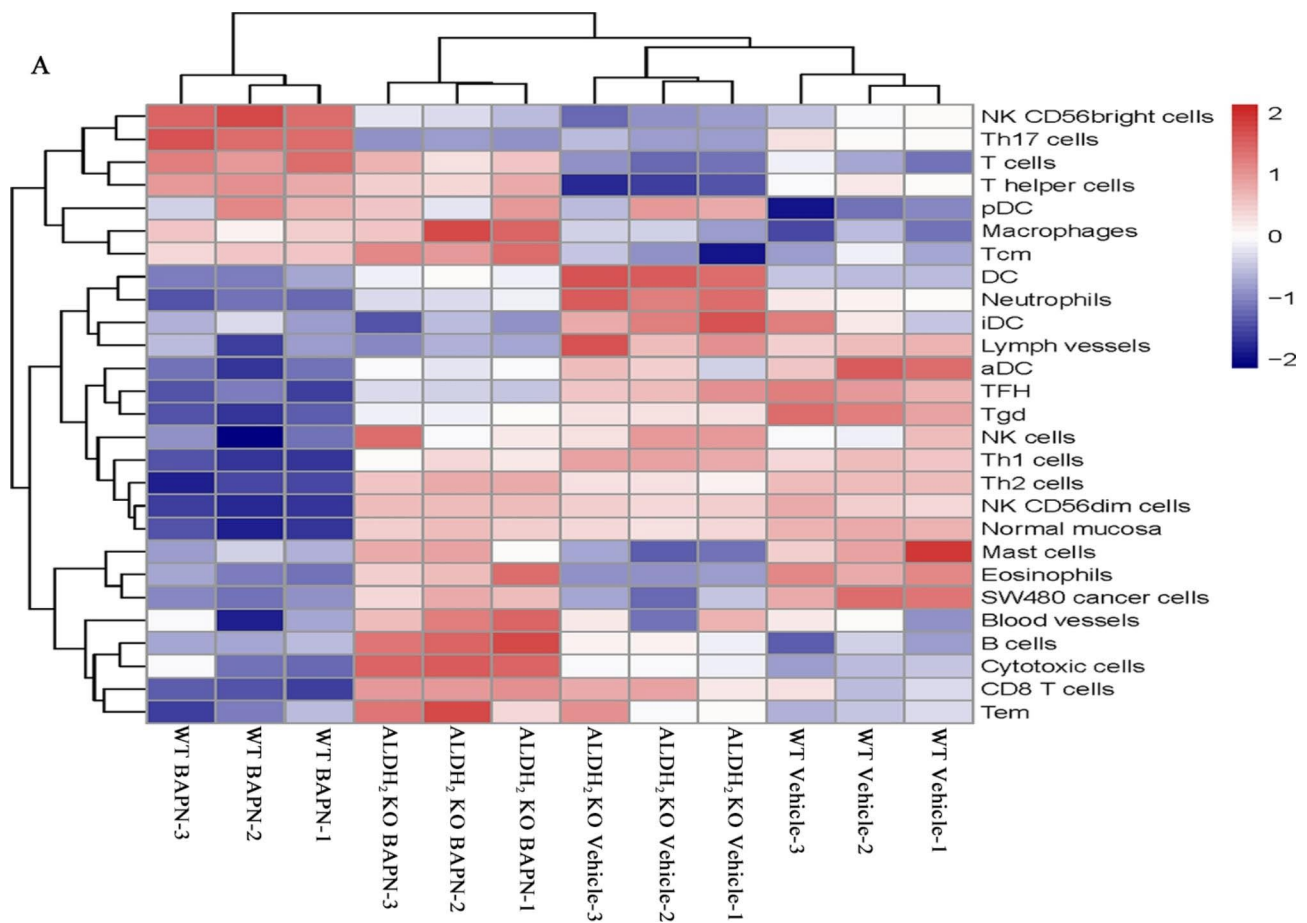 A
NK CD56bright cells
Th17 cells
T cells
T helper cells
pDC
Macrophages
Tcm
DC
Neutrophils
iDC
Lymph vessels
aDC
TFH
Tgd
NK cells
Th1 cells
Th2 cells
NK CD56dim cells
Normal mucosa
Mast cells
Eosinophils
SW480 cancer cells
Blood vessels
B cells
Cytotoxic cells
CD8 T cells
Tem
2
1
0
−1
−2
WT BAPN-3
WT BAPN-2
WT BAPN-1
ALDH₂ KO BAPN-3
ALDH₂ KO BAPN-2
ALDH₂ KO BAPN-1
ALDH₂ KO Vehicle-3
ALDH₂ KO Vehicle-2
ALDH₂ KO Vehicle-1
WT Vehicle-3
WT Vehicle-2
WT Vehicle-1